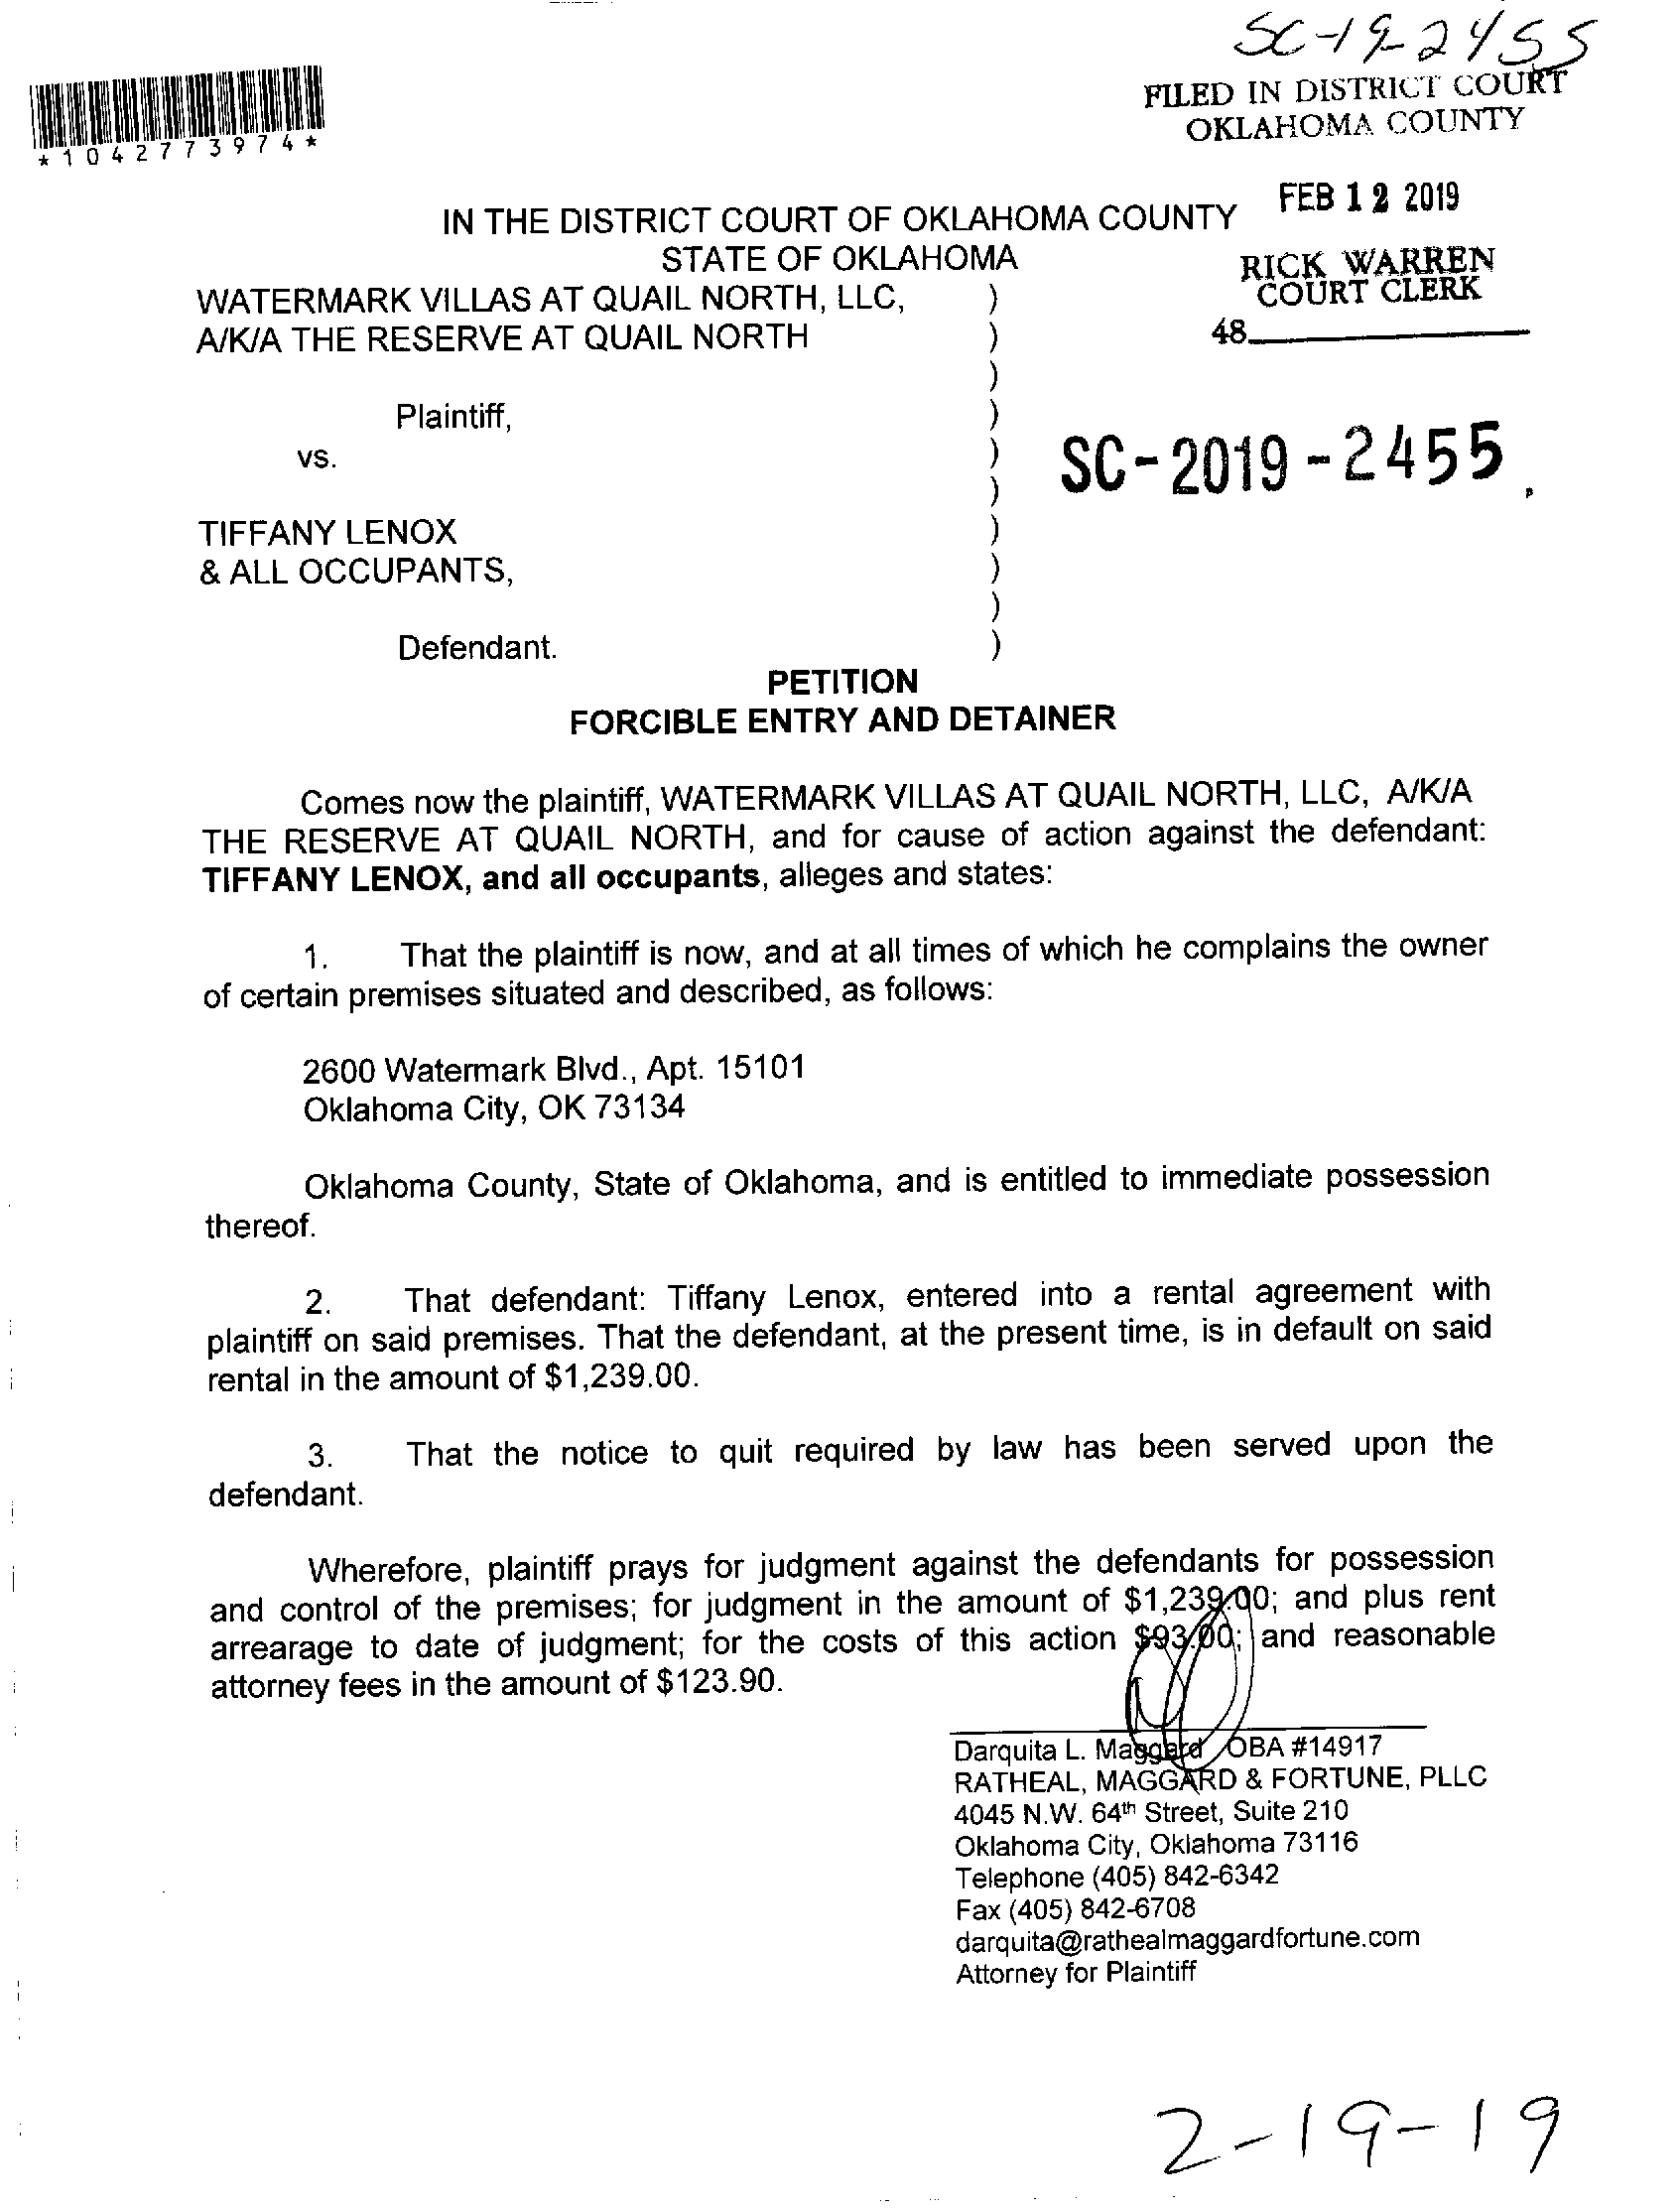 SC-19-2455
FILED IN DISTRICT COURT
OKLAHOMA COUNTY
*1042773974*
FEB 12 2019
IN THE DISTRICT COURT OF OKLAHOMA COUNTY
STATE OF OKLAHOMA
RICK WARREN
COURT CLERK
48
WATERMARK VILLAS AT QUAIL NORTH, LLC, )
A/K/A THE RESERVE AT QUAIL NORTH )
)
Plaintiff, )
vs. )
)
SC-2019-2455
TIFFANY LENOX )
& ALL OCCUPANTS, )
)
Defendant. )
PETITION
FORCIBLE ENTRY AND DETAINER
Comes now the plaintiff, WATERMARK VILLAS AT QUAIL NORTH, LLC, A/K/A
THE RESERVE AT QUAIL NORTH, and for cause of action against the defendant:
TIFFANY LENOX, and all occupants, alleges and states:
1. That the plaintiff is now, and at all times of which he complains the owner
of certain premises situated and described, as follows:
2600 Watermark Blvd., Apt. 15101
Oklahoma City, OK 73134
Oklahoma County, State of Oklahoma, and is entitled to immediate possession
thereof.
2. That defendant: Tiffany Lenox, entered into a rental agreement with
plaintiff on said premises. That the defendant, at the present time, is in default on said
rental in the amount of $1,239.00.
3. That the notice to quit required by law has been served upon the
defendant.
Wherefore, plaintiff prays for judgment against the defendants for possession
and control of the premises; for judgment in the amount of $1,239.00; and plus rent
arrearage to date of judgment; for the costs of this action $93.00; and reasonable
attorney fees in the amount of $123.90.
Darquita L. Maggard OBA #14917
RATHEAL, MAGGARD & FORTUNE, PLLC
4045 N.W. 64th Street, Suite 210
Oklahoma City, Oklahoma 73116
Telephone (405) 842-6342
Fax (405) 842-6708
darquita@rathealmaggardfortune.com
Attorney for Plaintiff
2-19-19